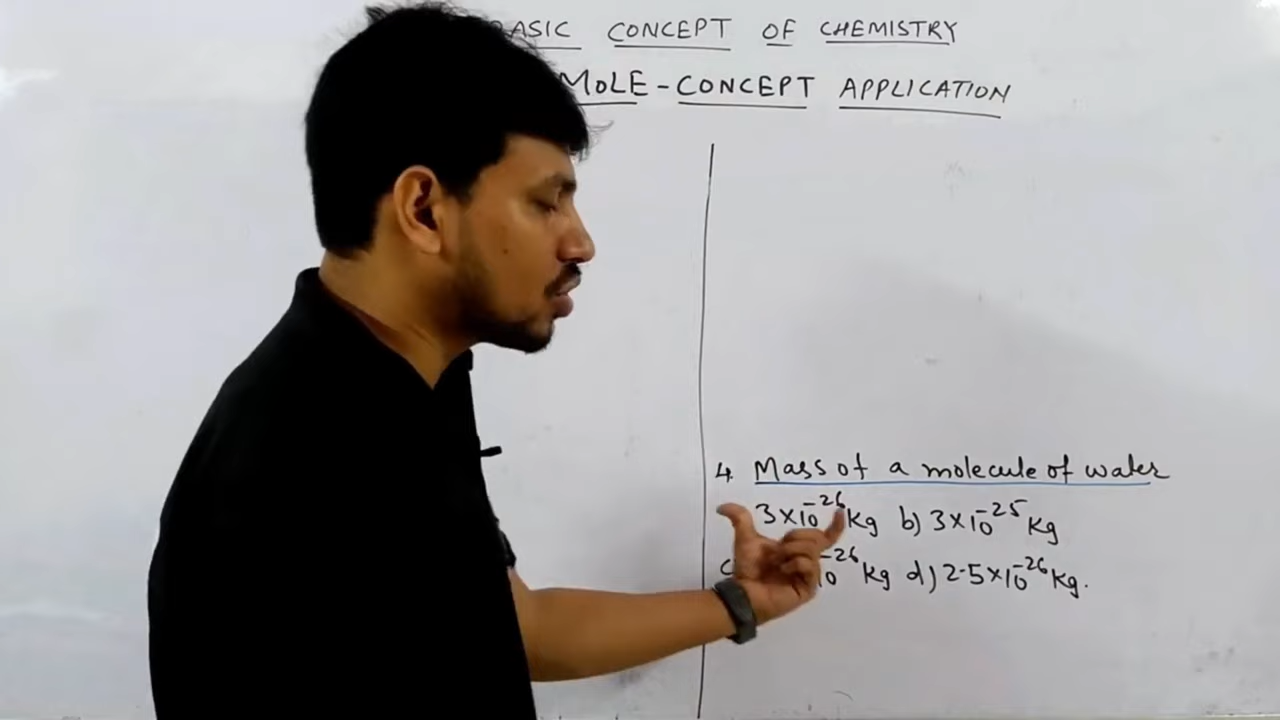 BASIC CONCEPT OF CHEMISTRY
MOLE-CONCEPT APPLICATION
4. Mass of a molecule of water
3×10⁻²⁶ Kg b) 3×10⁻²⁵ Kg
c 10⁻²⁶ Kg d) 2.5×10⁻²⁶ Kg.